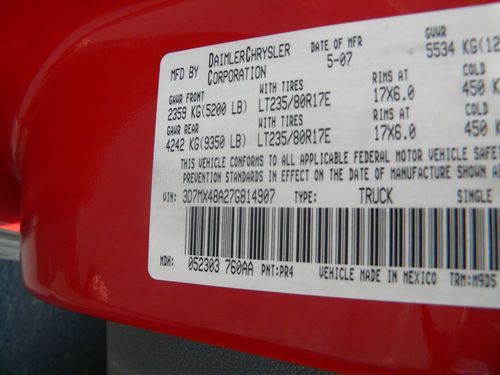 MFD BY DAIMLERCHRYSLER CORPORATION
DATE OF MFR 5-07
GVWR 5534 KG(12
GAWR FRONT WITH TIRES RIMS AT COLD
2359 KG(5200 LB) LT235/80R17E 17X6.0 450 K
GAWR REAR WITH TIRES RIMS AT COLD
4242 KG(9350 LB) LT235/80R17E 17X6.0 450 K
THIS VEHICLE CONFORMS TO ALL APPLICABLE FEDERAL MOTOR VEHICLE SAFETY
PREVENTION STANDARDS IN EFFECT ON THE DATE OF MANUFACTURE SHOWN A
VIN: 3D7MX48A27G814907 TYPE: TRUCK SINGLE
MDH: 052303 760AA PNT:PR4 VEHICLE MADE IN MEXICO TRM:M9D5